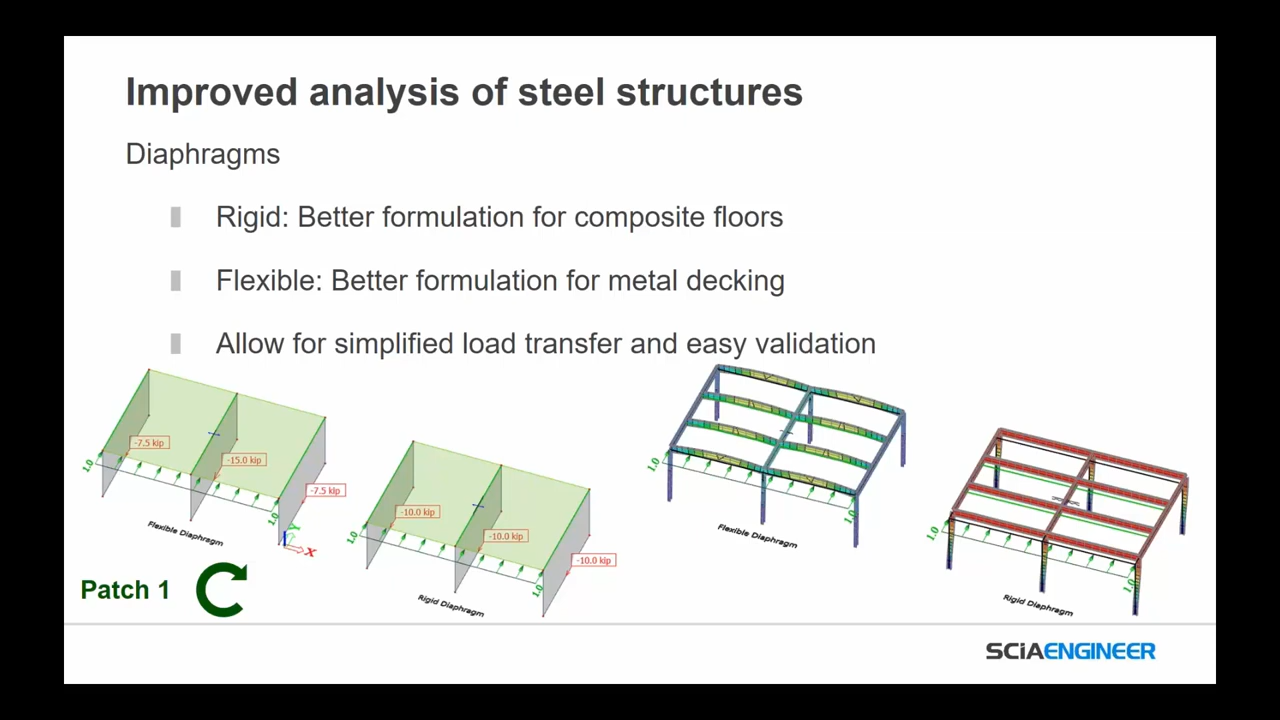 Improved analysis of steel structures
Diaphragms
Rigid: Better formulation for composite floors
Flexible: Better formulation for metal decking
Allow for simplified load transfer and easy validation
-7.5 kip
-15.0 kip
-7.5 kip
1.0
1.0
Y
X
Flexible Diaphragm
-10.0 kip
-10.0 kip
-10.0 kip
1.0
1.0
Rigid Diaphragm
1.0
1.0
Flexible Diaphragm
1.0
1.0
Rigid Diaphragm
Patch 1
SCiAENGINEER